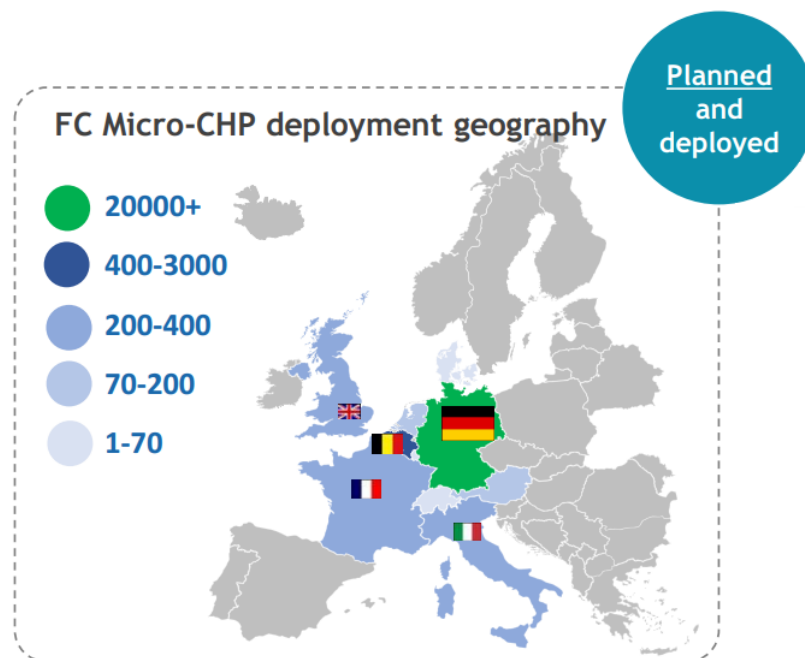 Planned
and
deployed
FC Micro-CHP deployment geography
20000+
400-3000
200-400
70-200
1-70